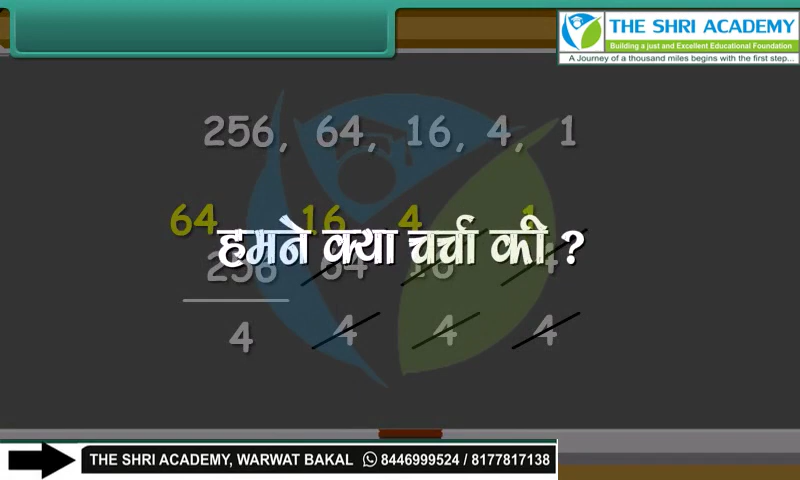 THE SHRI ACADEMY
Building a just and Excellent Educational Foundation
A Journey of a thousand miles begins with the first step...
256, 64, 16, 4, 1
64 16 4 1
हमने क्या चर्चा की ?
256 64 16 4
4 4 4 4
THE SHRI ACADEMY, WARWAT BAKAL 8446999524 / 8177817138